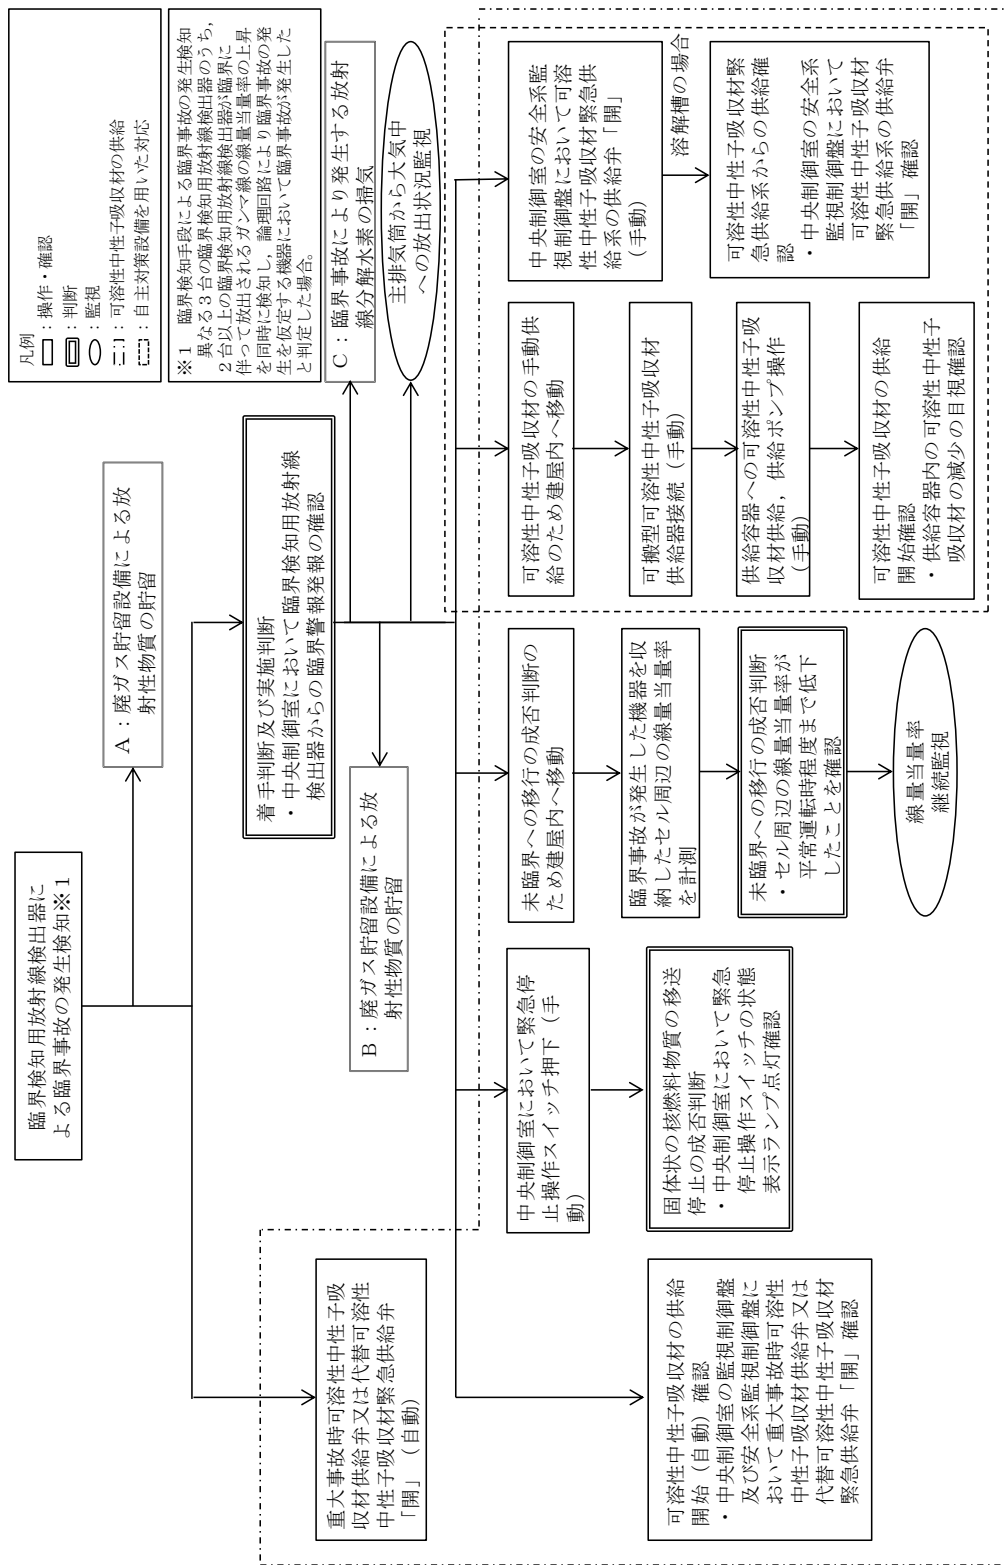 臨界検知用放射線検出器に
よる臨界事故の発生検知※1
A：廃ガス貯留設備による放
射性物質の貯留
着手判断及び実施判断
・中央制御室において臨界検知用放射線
検出器からの臨界警報発報の確認
B：廃ガス貯留設備による放
射性物質の貯留
C：臨界事故により発生する放射
線分解水素の掃気
主排気筒から大気中
への放出状況監視
凡例
：操作・確認
：判断
：監視
：可溶性中性子吸収材の供給
：自主対策設備を用いた対応
※1　臨界検知手段による臨界事故の発生検知
異なる3台の臨界検知用放射線検出器のうち，
2台以上の臨界検知用放射線検出器が臨界に
伴って放出されるガンマ線の線量当量率の上昇
を同時に検知し，論理回路により臨界事故の発
生を仮定する機器において臨界事故が発生した
と判定した場合。
重大事故時可溶性中性子吸
収材供給弁又は代替可溶性
中性子吸収材緊急供給弁
「開」（自動）
可溶性中性子吸収材の供給
開始（自動）確認
・中央制御室の監視制御盤
及び安全系監視制御盤に
おいて重大事故時可溶性
中性子吸収材供給弁又は
代替可溶性中性子吸収材
緊急供給弁「開」確認
中央制御室において緊急停
止操作スイッチ押下（手
動）
固体状の核燃料物質の移送
停止の成否判断
・中央制御室において緊急
停止操作スイッチの状態
表示ランプ点灯確認
未臨界への移行の成否判断の
ため建屋内へ移動
臨界事故が発生した機器を収
納したセル周辺の線量当量率
を計測
未臨界への移行の成否判断
・セル周辺の線量当量率が
平常運転時程度まで低下
したことを確認
線量当量率
継続監視
可溶性中性子吸収材の手動供
給のため建屋内へ移動
可搬型可溶性中性子吸収材
供給器接続（手動）
供給容器への可溶性中性子吸
収材供給，供給ポンプ操作
（手動）
可溶性中性子吸収材の供給
開始確認
・供給容器内の可溶性中性子
吸収材の減少の目視確認
中央制御室の安全系監
視制御盤において可溶
性中性子吸収材緊急供
給系の供給弁「開」
（手動）
溶解槽の場合
可溶性中性子吸収材緊
急供給系からの供給確
認
・中央制御室の安全系
監視制御盤において
可溶性中性子吸収材
緊急供給系の供給弁
「開」確認